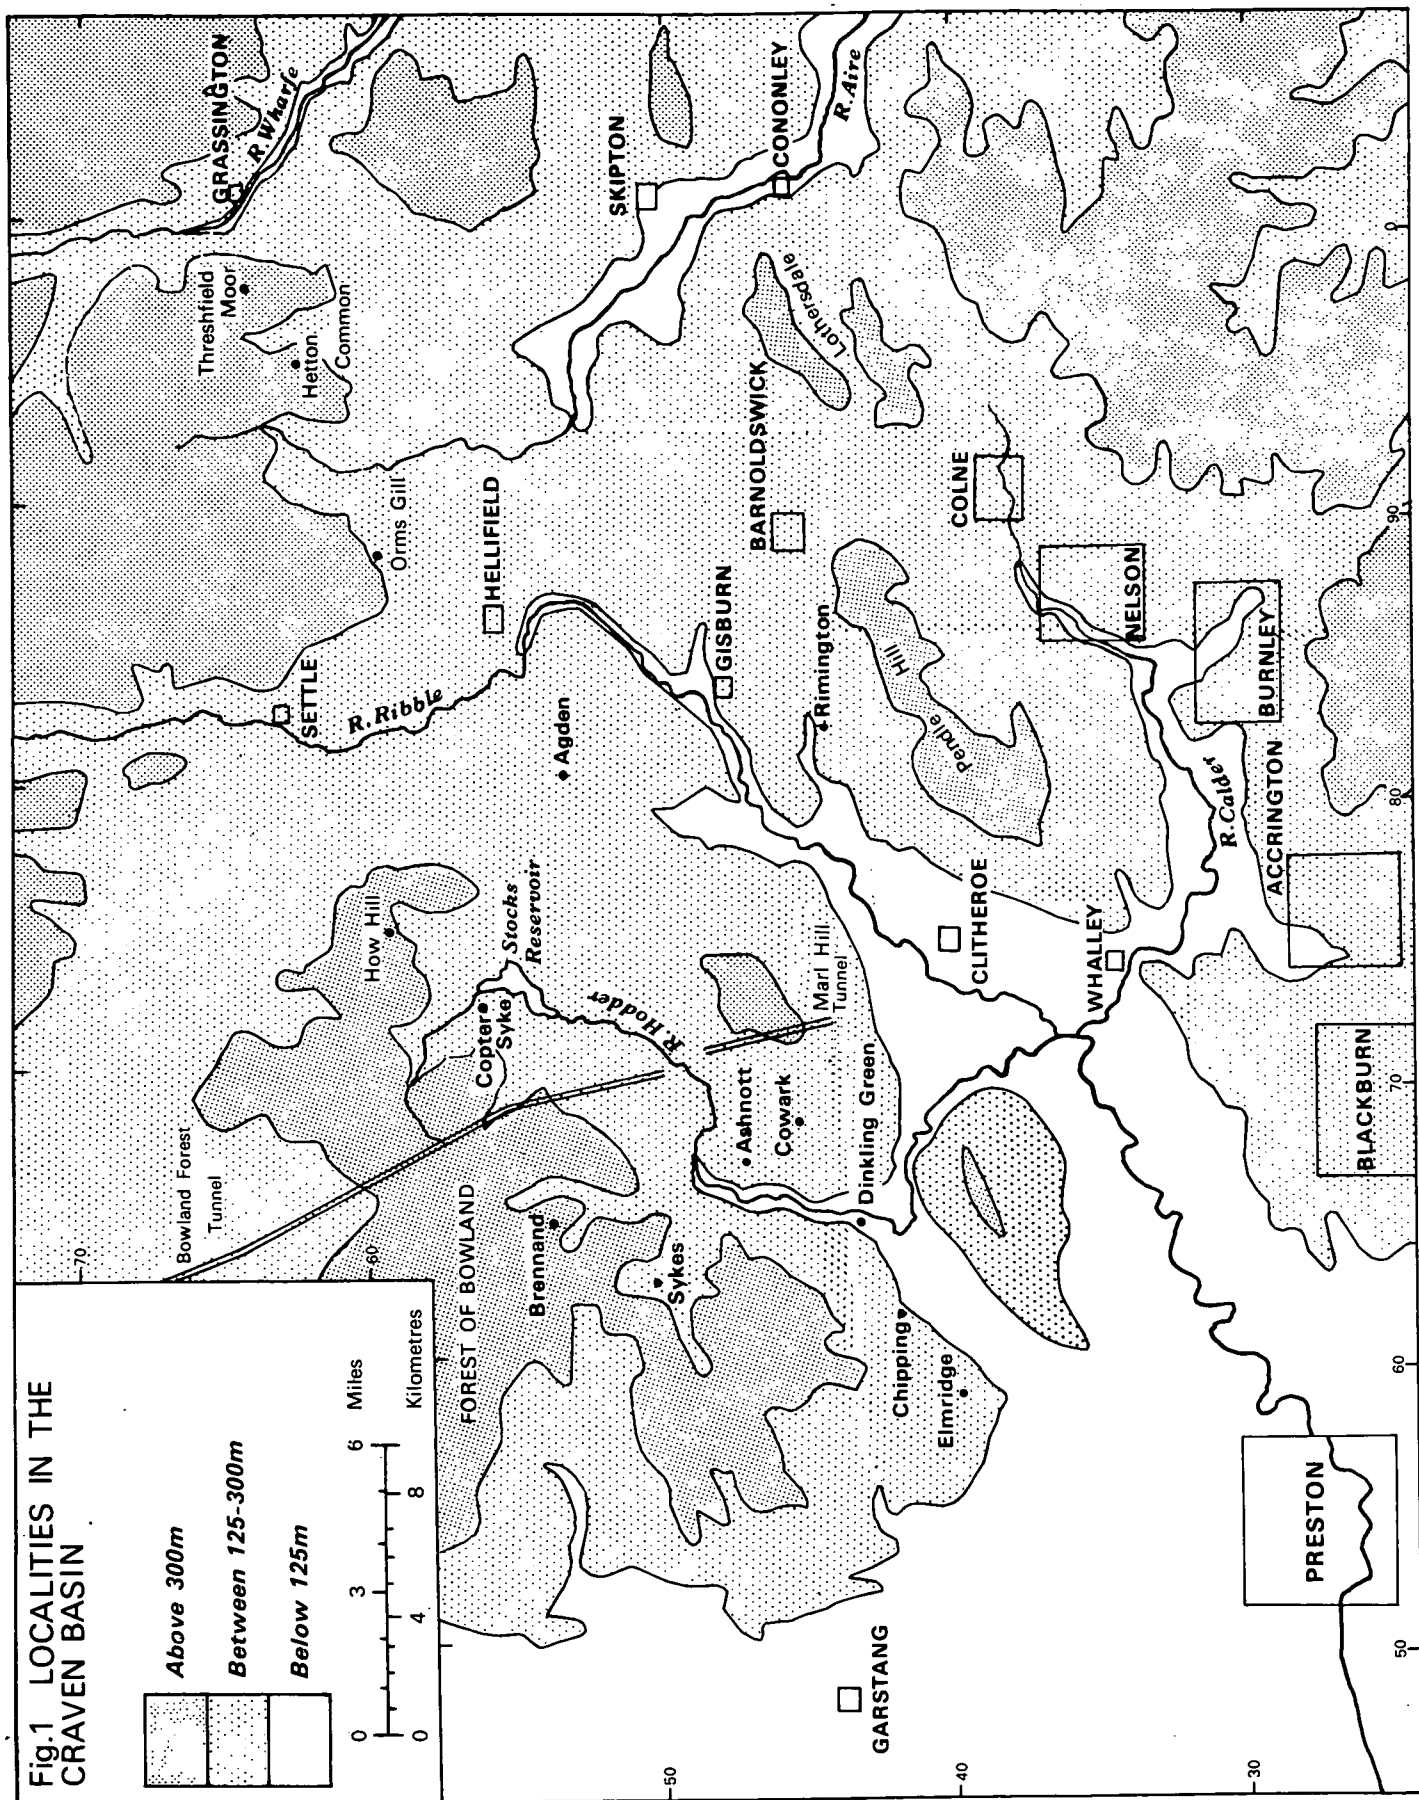 Fig.1 LOCALITIES IN THE
CRAVEN BASIN
Above 300m
Between 125-300m
Below 125m
0 3 6 Miles
0 4 8 Kilometres
70
60
50
40
30
50
60
70
80
90
0
Bowland Forest
Tunnel
FOREST OF BOWLAND
SETTLE
R. Ribble
HELLIFIELD
Orms Gill
Threshfield
Moor
Hetton
Common
GRASSINGTON
R. Wharfe
How Hill
Stocks
Reservoir
Copter
Syke
R. Hodder
Agden
Brennand
Sykes
Ashnott
Cowark
Marl Hill
Tunnel
Dinkling Green
Chipping
Elmridge
GISBURN
Rimington
BARNOLDSWICK
SKIPTON
CONONLEY
R. Aire
Lothersdale
Pendle
Hill
COLNE
NELSON
BURNLEY
CLITHEROE
WHALLEY
R. Calder
ACCRINGTON
BLACKBURN
PRESTON
GARSTANG